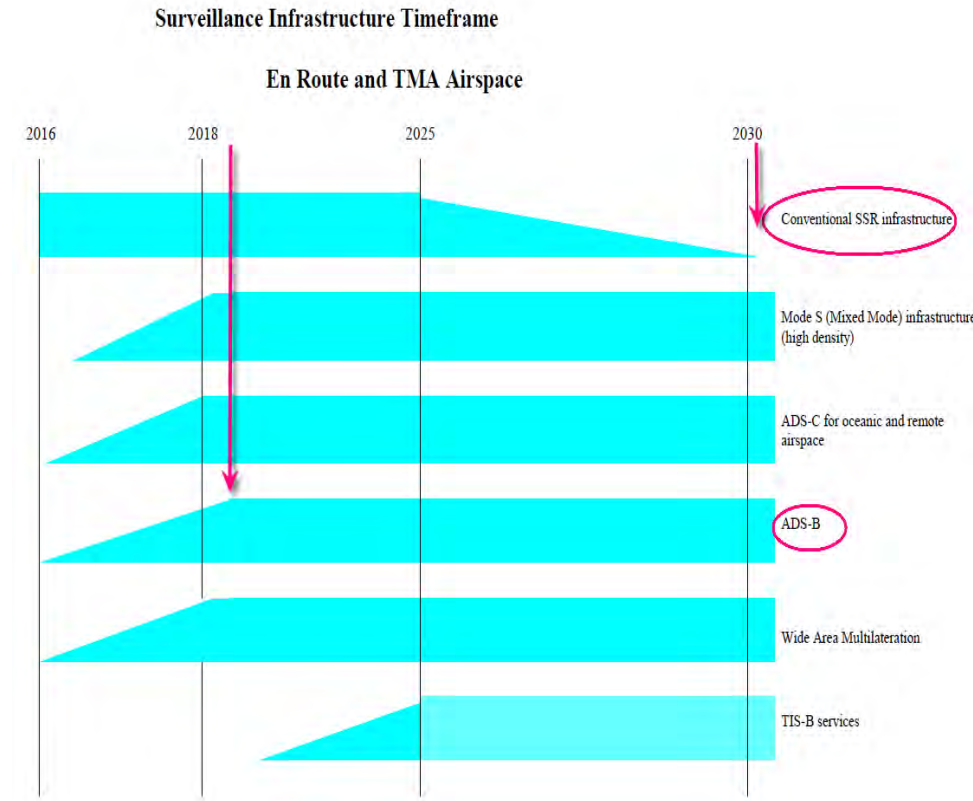 Surveillance Infrastructure Timeframe
En Route and TMA Airspace
2016 2018 2025 2030
Conventional SSR infrastructure
Mode S (Mixed Mode) infrastructure
(high density)
ADS-C for oceanic and remote
airspace
ADS-B
Wide Area Multilateration
TIS-B services